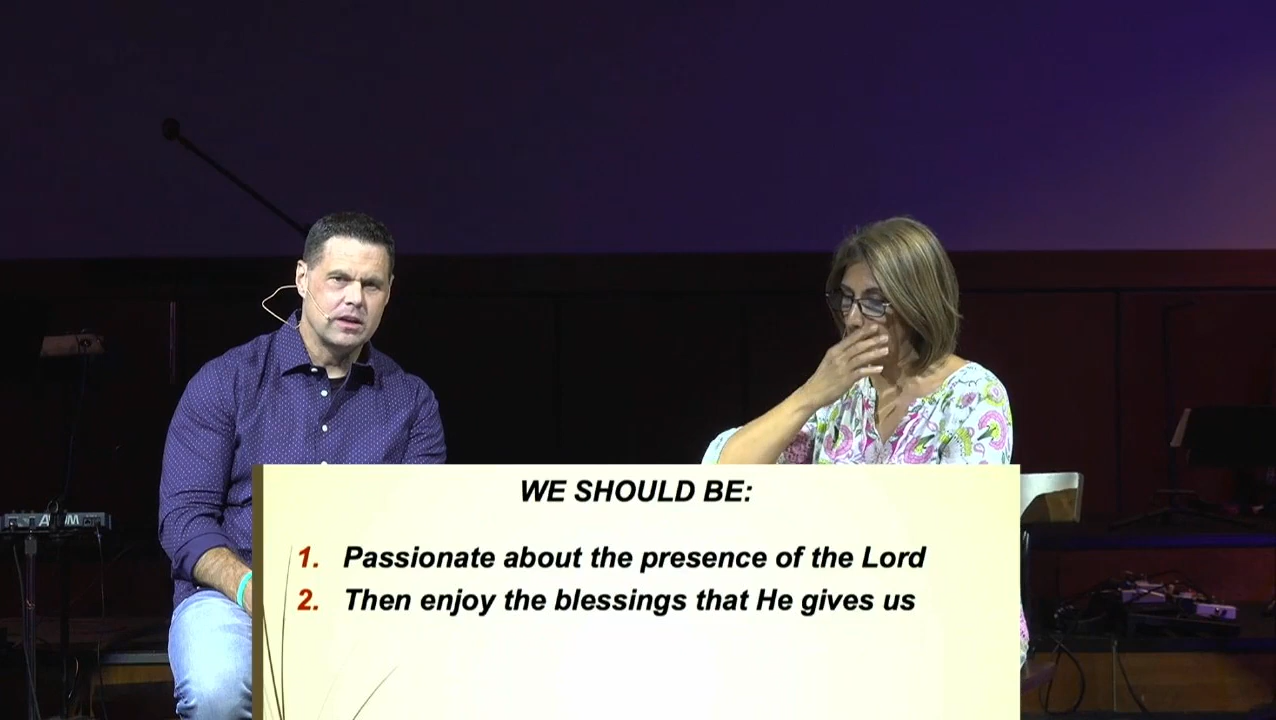 WE SHOULD BE:
1. Passionate about the presence of the Lord
2. Then enjoy the blessings that He gives us